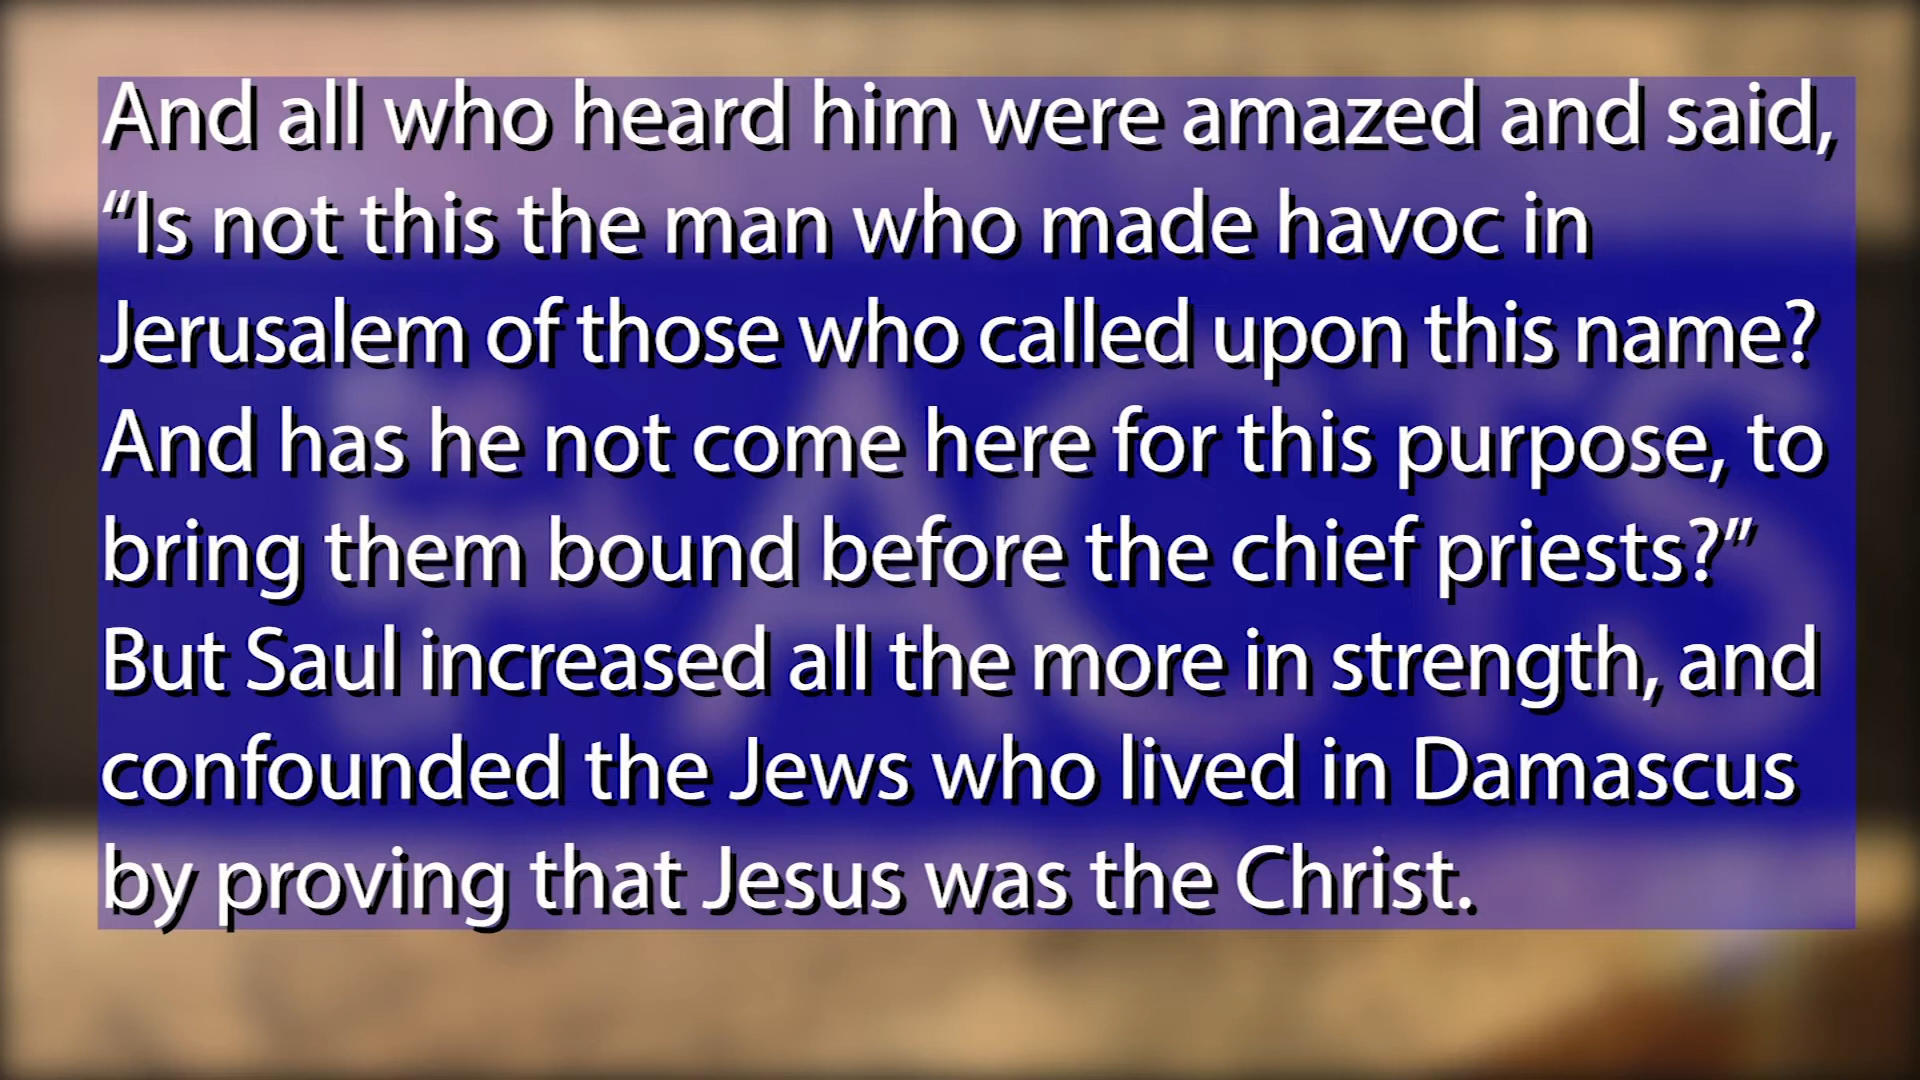 And all who heard him were amazed and said,
“Is not this the man who made havoc in
Jerusalem of those who called upon this name?
And has he not come here for this purpose, to
bring them bound before the chief priests?”
But Saul increased all the more in strength, and
confounded the Jews who lived in Damascus
by proving that Jesus was the Christ.
ACTS